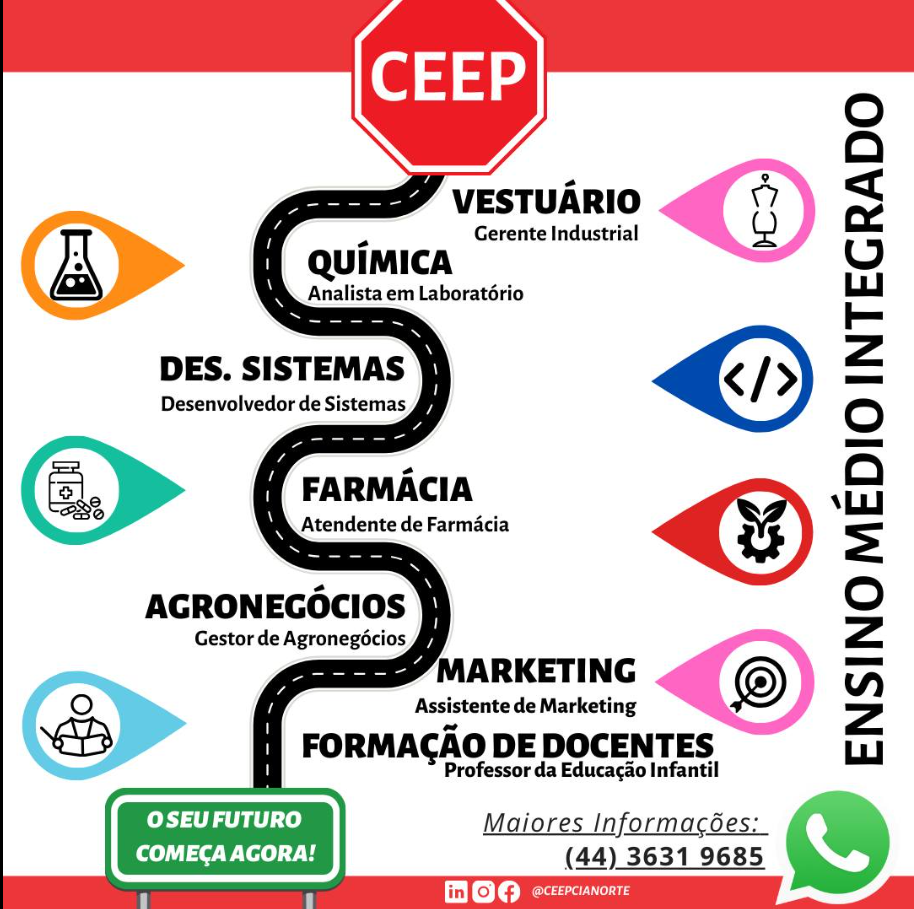 CEEP
VESTUÁRIO
Gerente Industrial
QUÍMICA
Analista em Laboratório
DES. SISTEMAS
Desenvolvedor de Sistemas
FARMÁCIA
Atendente de Farmácia
AGRONEGÓCIOS
Gestor de Agronegócios
MARKETING
Assistente de Marketing
FORMAÇÃO DE DOCENTES
Professor da Educação Infantil
ENSINO MÉDIO INTEGRADO
O SEU FUTURO
COMEÇA AGORA!
Maiores Informações:
(44) 3631 9685
@CEEPCIANORTE